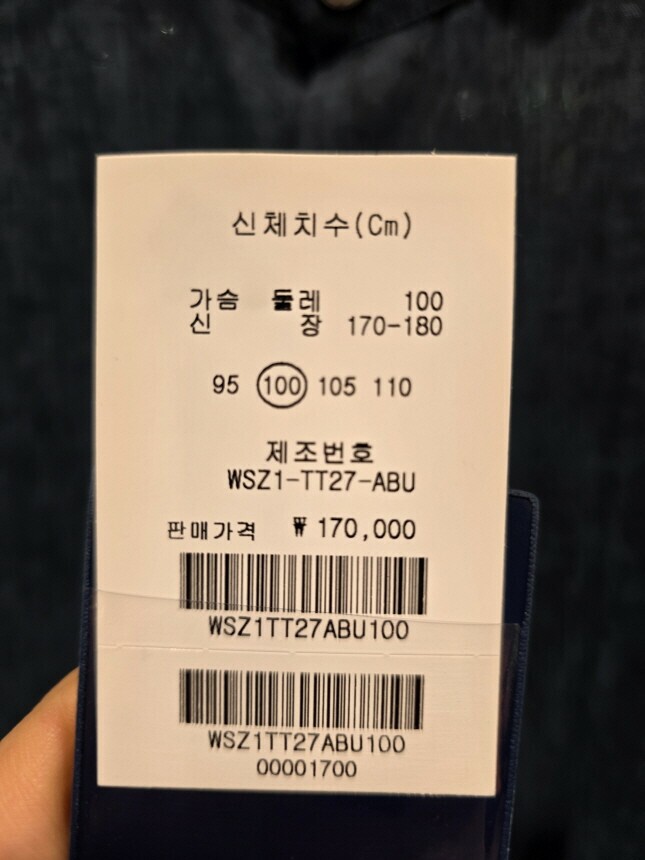 신체치수(Cm)
가슴 둘레 100
신 장 170-180
95 100 105 110
제조번호
WSZ1-TT27-ABU
판매가격 ₩170,000
WSZ1TT27ABU100
WSZ1TT27ABU100
00001700